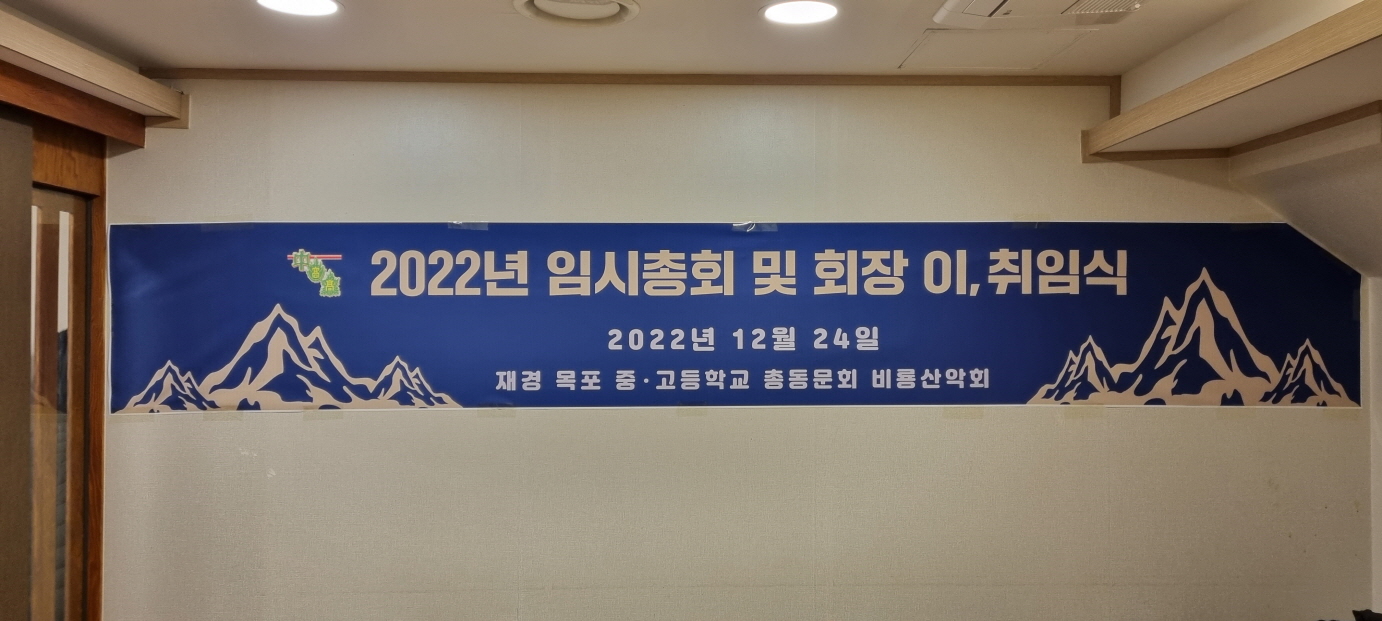 2022년 임시총회 및 회장 이,취임식
2022년 12월 24일
재경 목포 중·고등학교 총동문회 비룡산악회